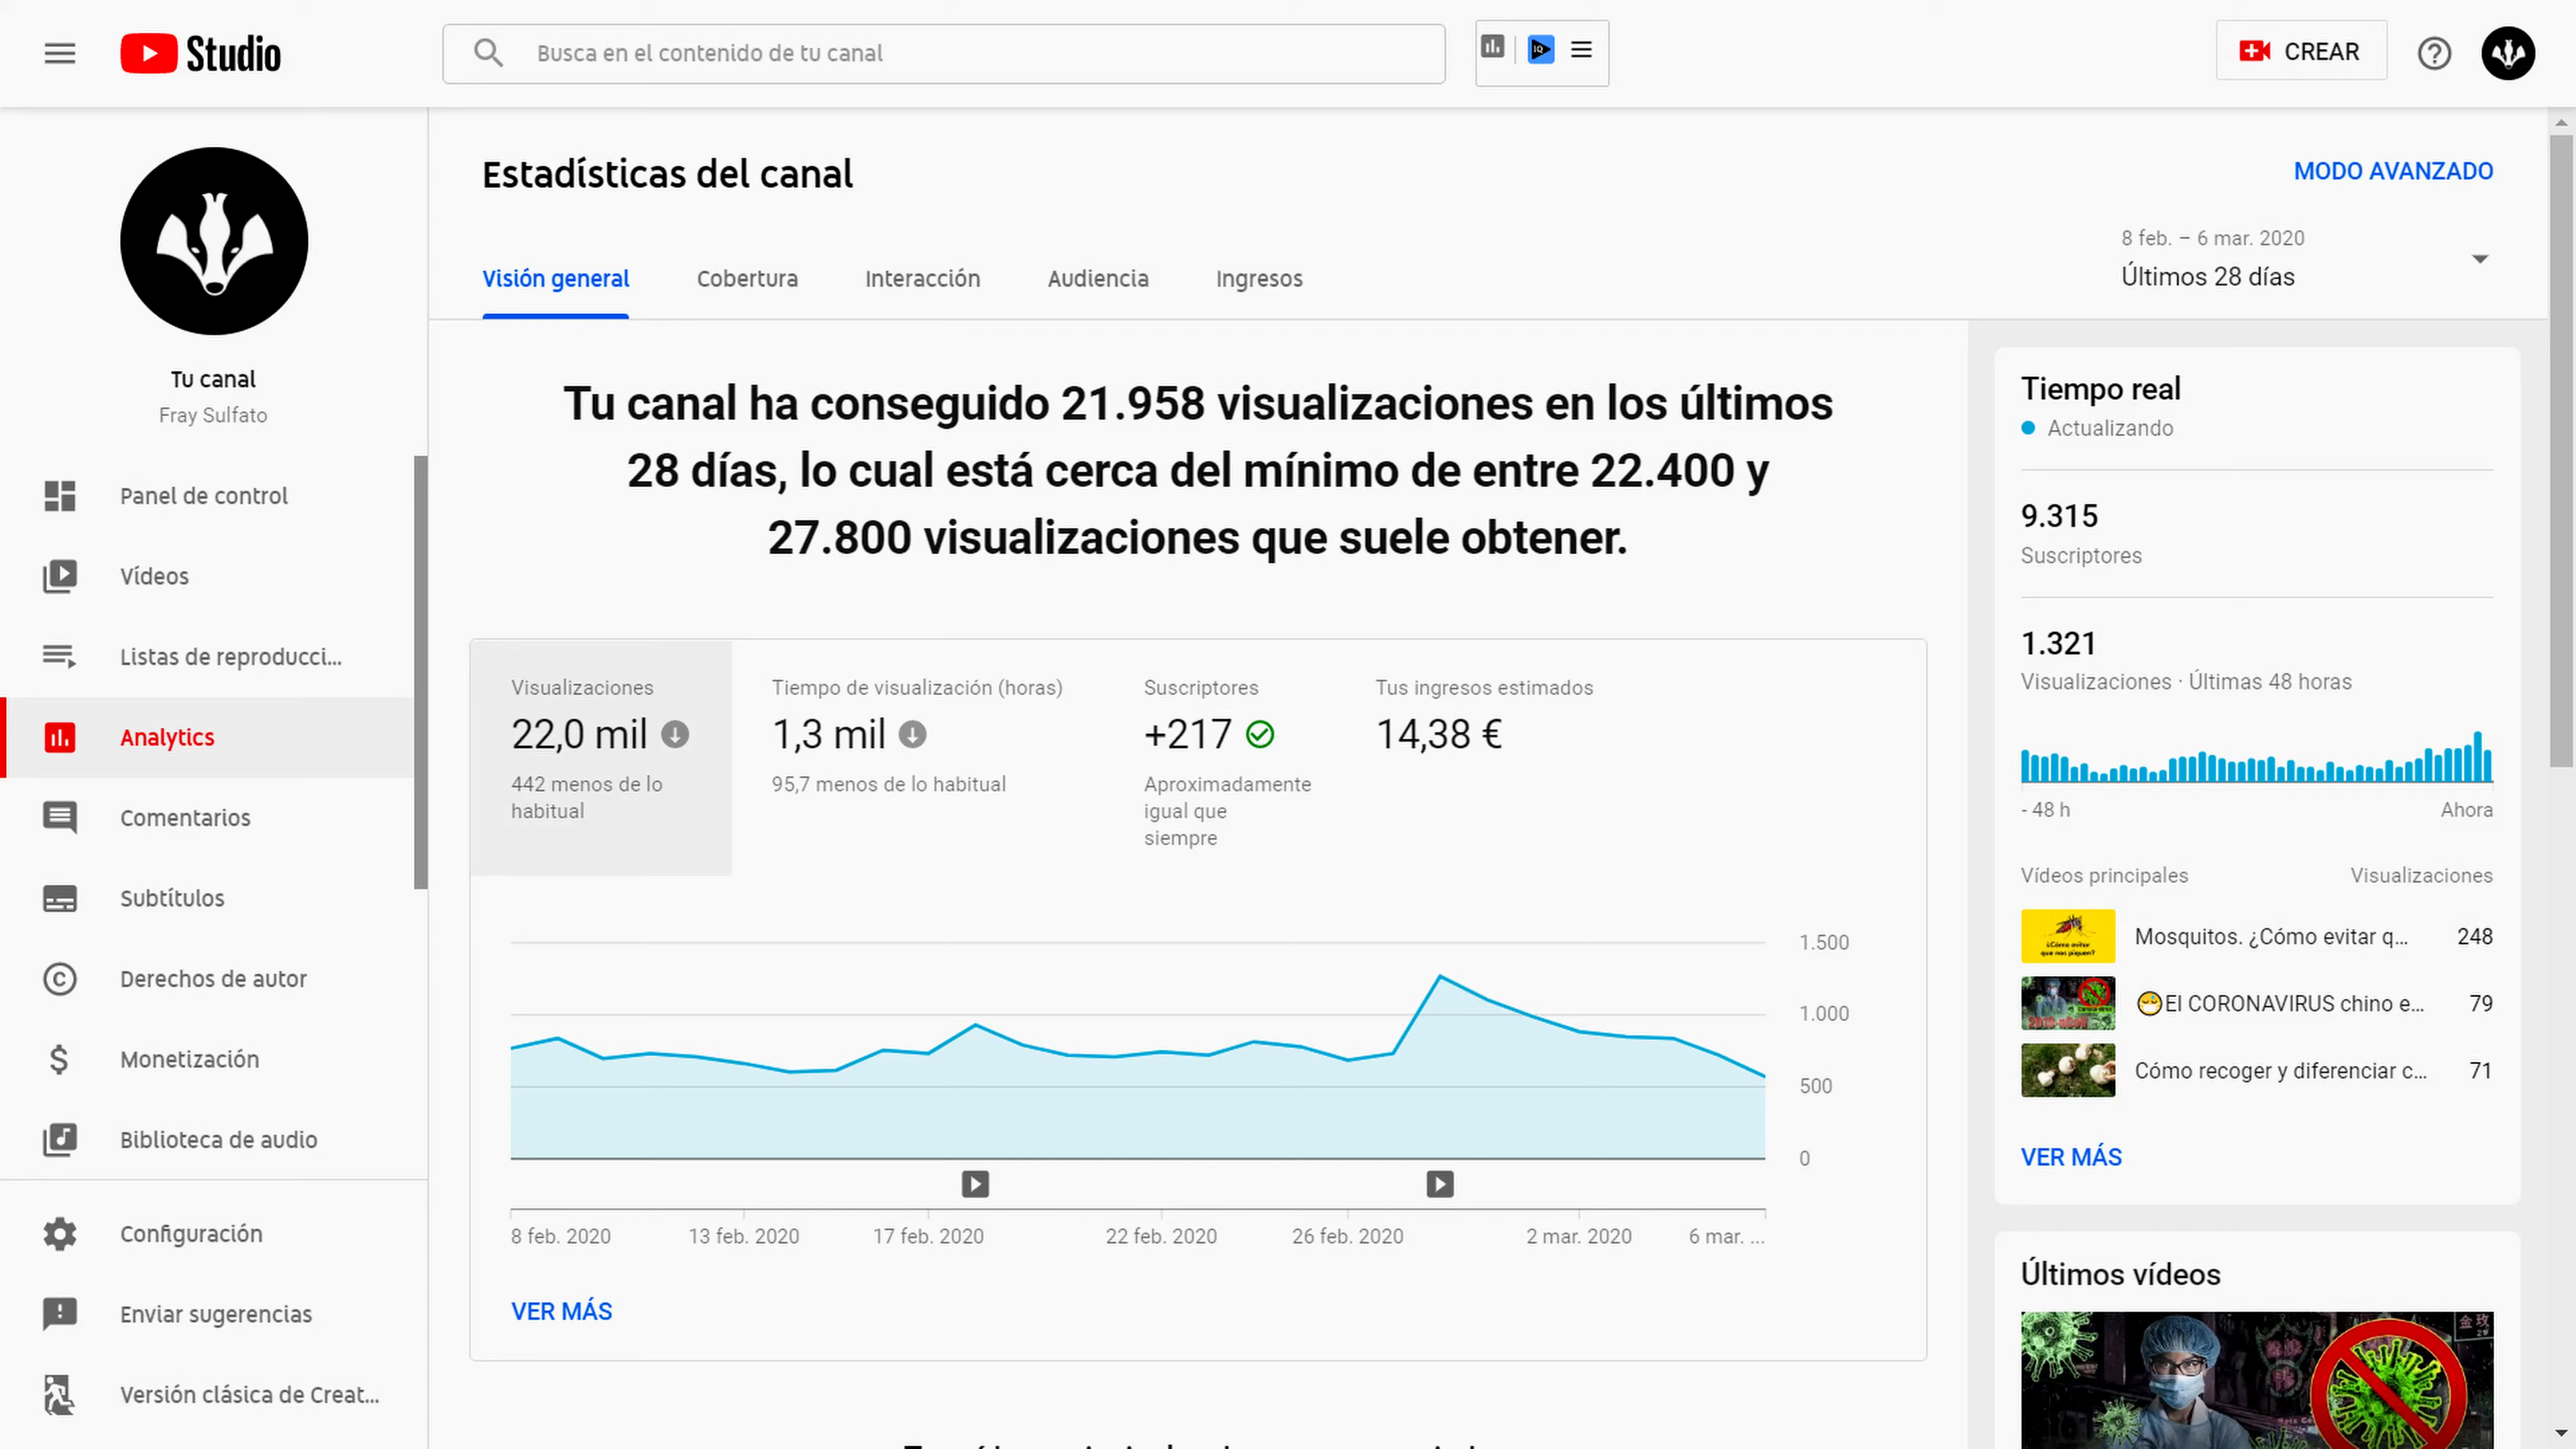 Studio
Busca en el contenido de tu canal
CREAR
Tu canal
Fray Sulfato
Panel de control
Vídeos
Listas de reproducci...
Analytics
Comentarios
Subtítulos
Derechos de autor
Monetización
Biblioteca de audio
Configuración
Enviar sugerencias
Versión clásica de Creat...
Estadísticas del canal
MODO AVANZADO
Visión general
Cobertura
Interacción
Audiencia
Ingresos
8 feb. – 6 mar. 2020
Últimos 28 días
Tu canal ha conseguido 21.958 visualizaciones en los últimos
28 días, lo cual está cerca del mínimo de entre 22.400 y
27.800 visualizaciones que suele obtener.
Visualizaciones
22,0 mil
442 menos de lo
habitual
Tiempo de visualización (horas)
1,3 mil
95,7 menos de lo habitual
Suscriptores
+217
Aproximadamente
igual que
siempre
Tus ingresos estimados
14,38 €
1.500
1.000
500
0
8 feb. 2020
13 feb. 2020
17 feb. 2020
22 feb. 2020
26 feb. 2020
2 mar. 2020
6 mar. ...
VER MÁS
Tiempo real
Actualizando
9.315
Suscriptores
1.321
Visualizaciones · Últimas 48 horas
- 48 h
Ahora
Vídeos principales
Visualizaciones
¿Cómo evitar
que nos piquen?
Mosquitos. ¿Cómo evitar q...
248
😷El CORONAVIRUS chino e...
79
Cómo recoger y diferenciar c...
71
VER MÁS
Últimos vídeos